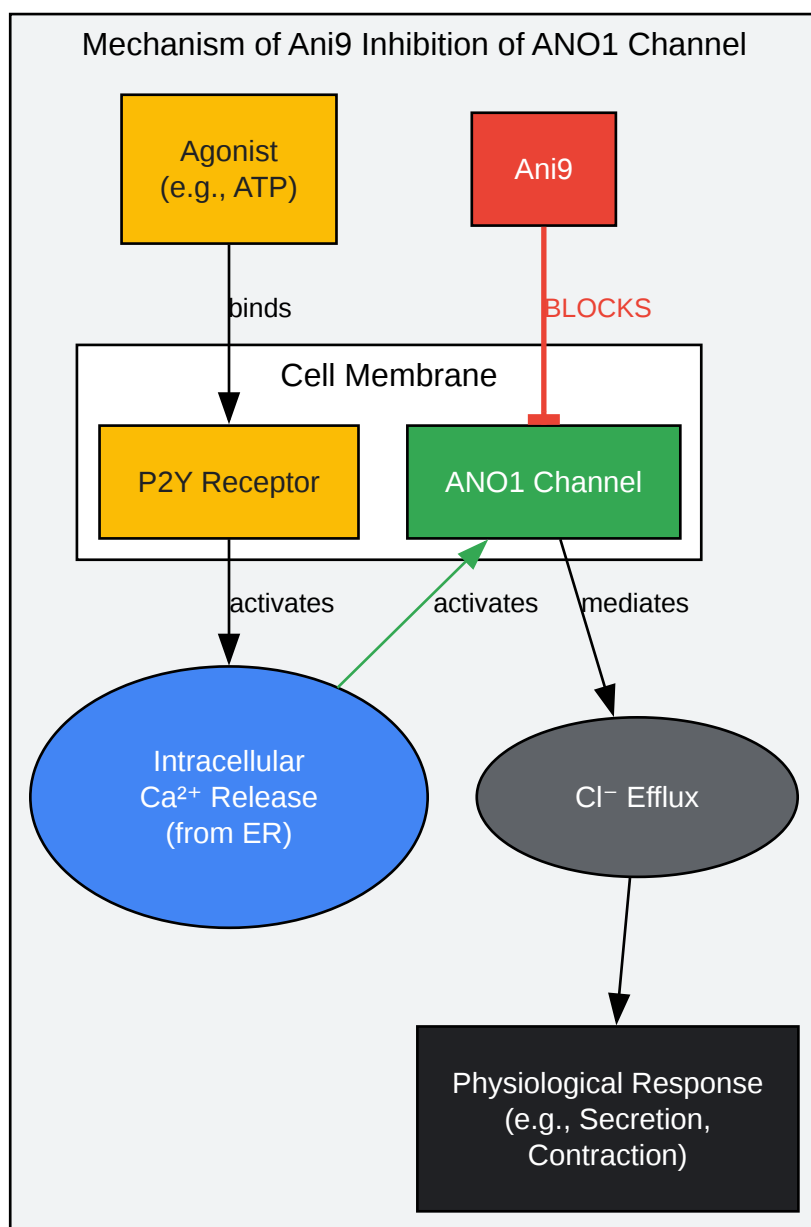 Mechanism of Ani9 Inhibition of ANO1 Channel
Agonist
(e.g., ATP)
Ani9
binds
BLOCKS
Cell Membrane
P2Y Receptor
ANO1 Channel
activates
activates
mediates
Intracellular
Ca²⁺ Release
(from ER)
Cl⁻ Efflux
Physiological Response
(e.g., Secretion,
Contraction)